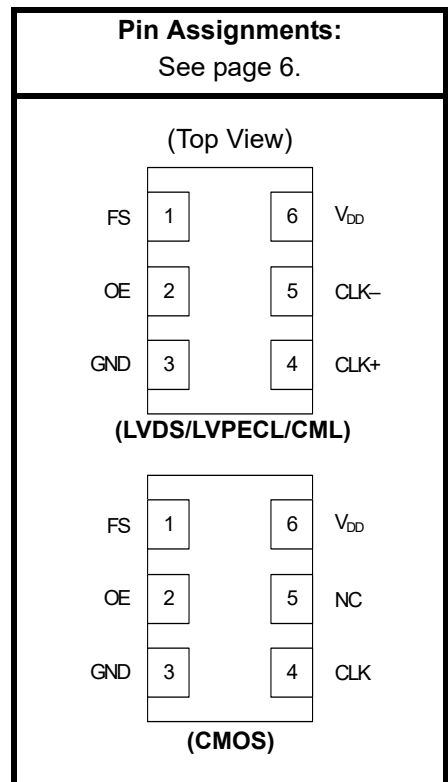 Pin Assignments:
See page 6.
(Top View)
FS 1 6 VDD
OE 2 5 CLK–
GND 3 4 CLK+
(LVDS/LVPECL/CML)
FS 1 6 VDD
OE 2 5 NC
GND 3 4 CLK
(CMOS)